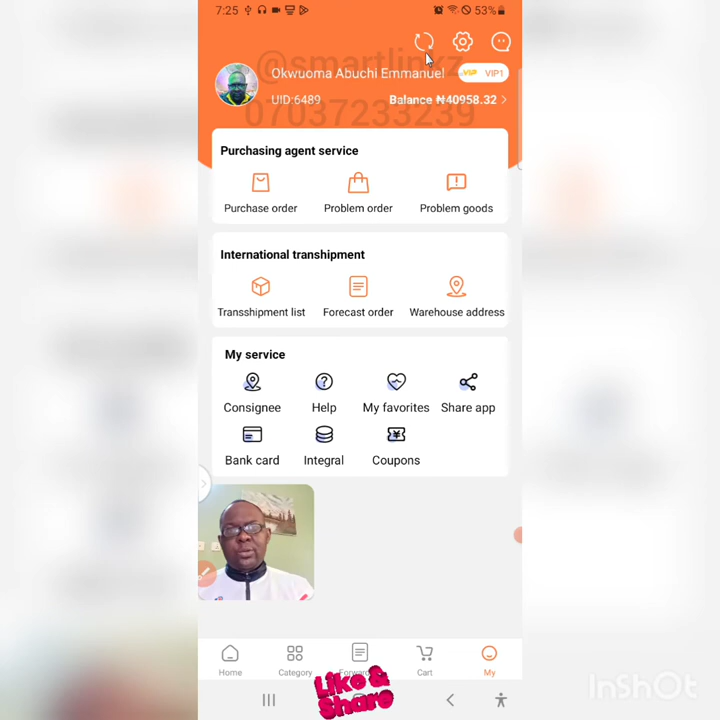 7:25
53%
@smartlinkz
Okwuoma Abuchi Emmanuel
VIP VIP1
UID:6489
Balance ₦40958.32 >
07037233239
Purchasing agent service
Purchase order Problem order Problem goods
International transhipment
Transshipment list Forecast order Warehouse address
My service
Consignee Help My favorites Share app
Bank card Integral Coupons
Home Category Cart My
Like &
Share
InShOt